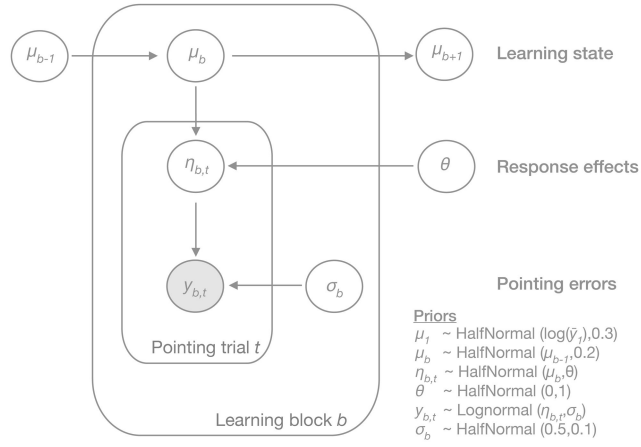 μb-1
μb
μb+1
Learning state
ηb,t
θ
Response effects
yb,t
σb
Pointing errors
Pointing trial t
Learning block b
Priors
μ1 ~ HalfNormal (log(ȳ1),0.3)
μb ~ HalfNormal (μb-1,0.2)
ηb,t ~ HalfNormal (μb,θ)
θ ~ HalfNormal (0,1)
yb,t ~ Lognormal (ηb,t,σb)
σb ~ HalfNormal (0.5,0.1)